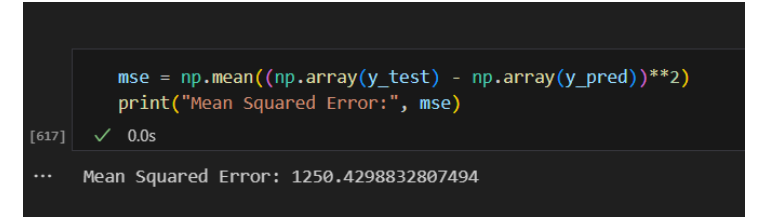 mse = np.mean((np.array(y_test) - np.array(y_pred))**2)
print("Mean Squared Error:", mse)
[617] ✓ 0.0s
... Mean Squared Error: 1250.4298832807494